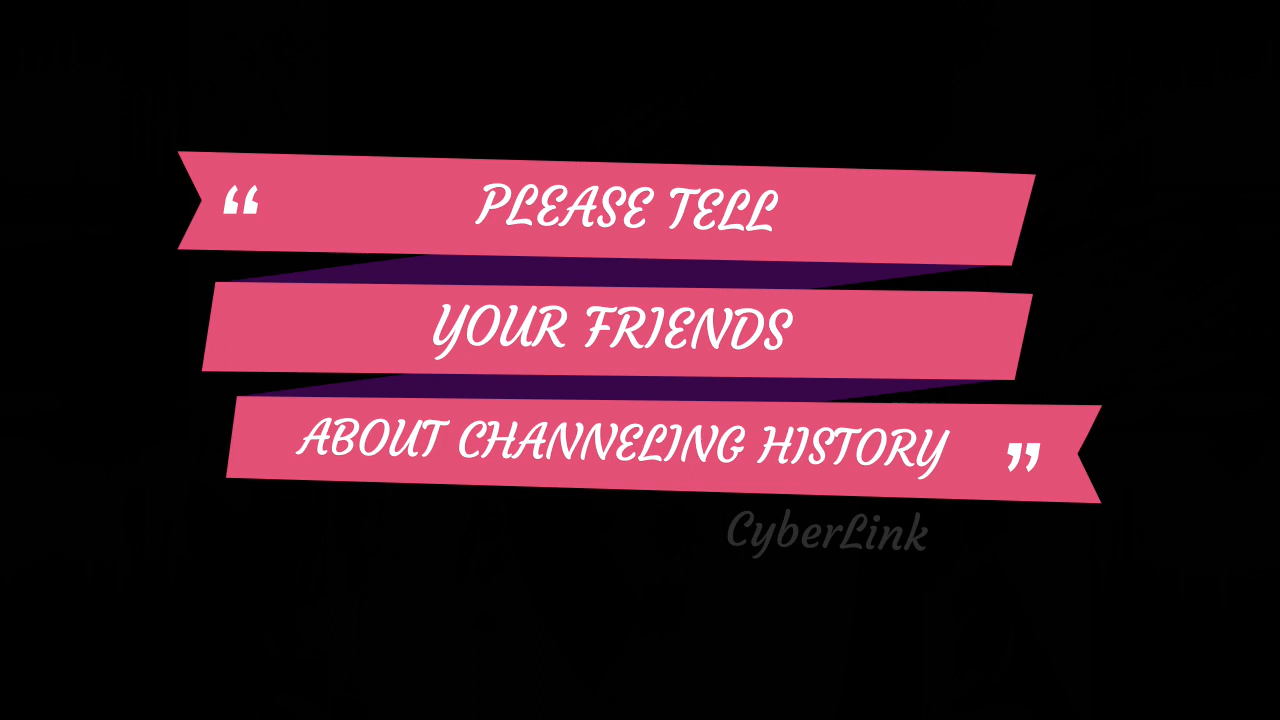 “ PLEASE TELL
YOUR FRIENDS
ABOUT CHANNELING HISTORY ”
CyberLink